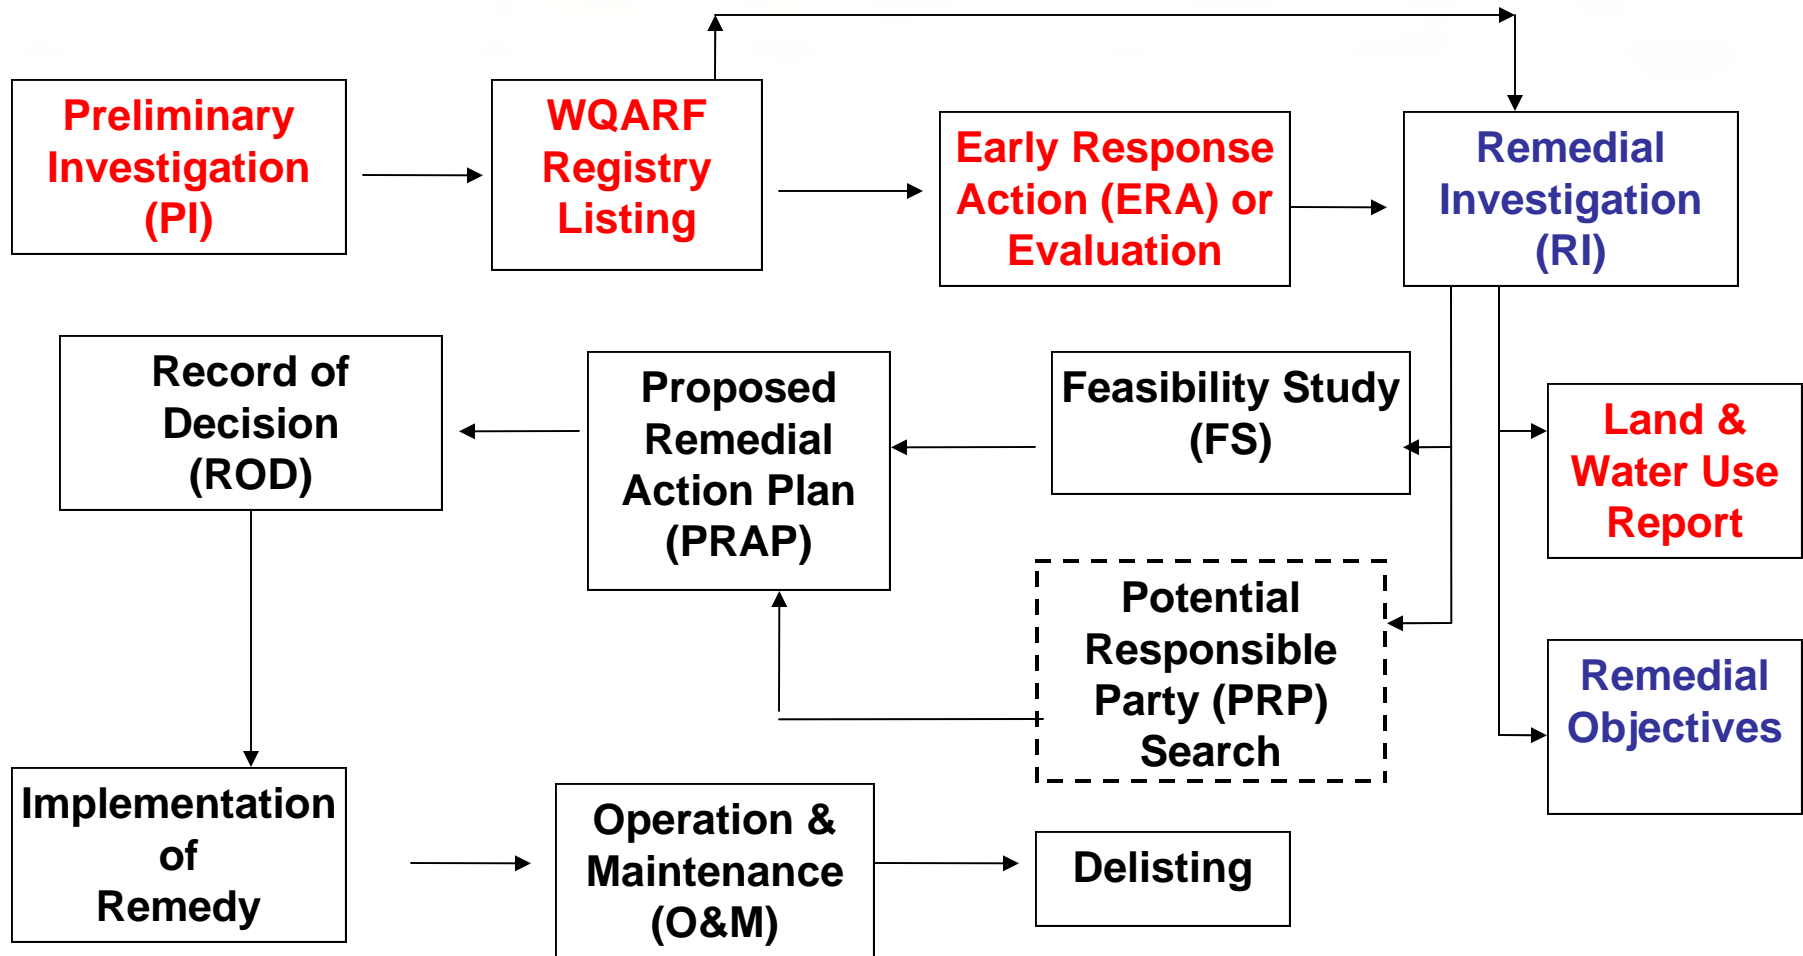 Preliminary
Investigation
(PI)
WQARF
Registry
Listing
Early Response
Action (ERA) or
Evaluation
Remedial
Investigation
(RI)
Record of
Decision
(ROD)
Proposed
Remedial
Action Plan
(PRAP)
Feasibility Study
(FS)
Land &
Water Use
Report
Potential
Responsible
Party (PRP)
Search
Remedial
Objectives
Implementation
of
Remedy
Operation &
Maintenance
(O&M)
Delisting